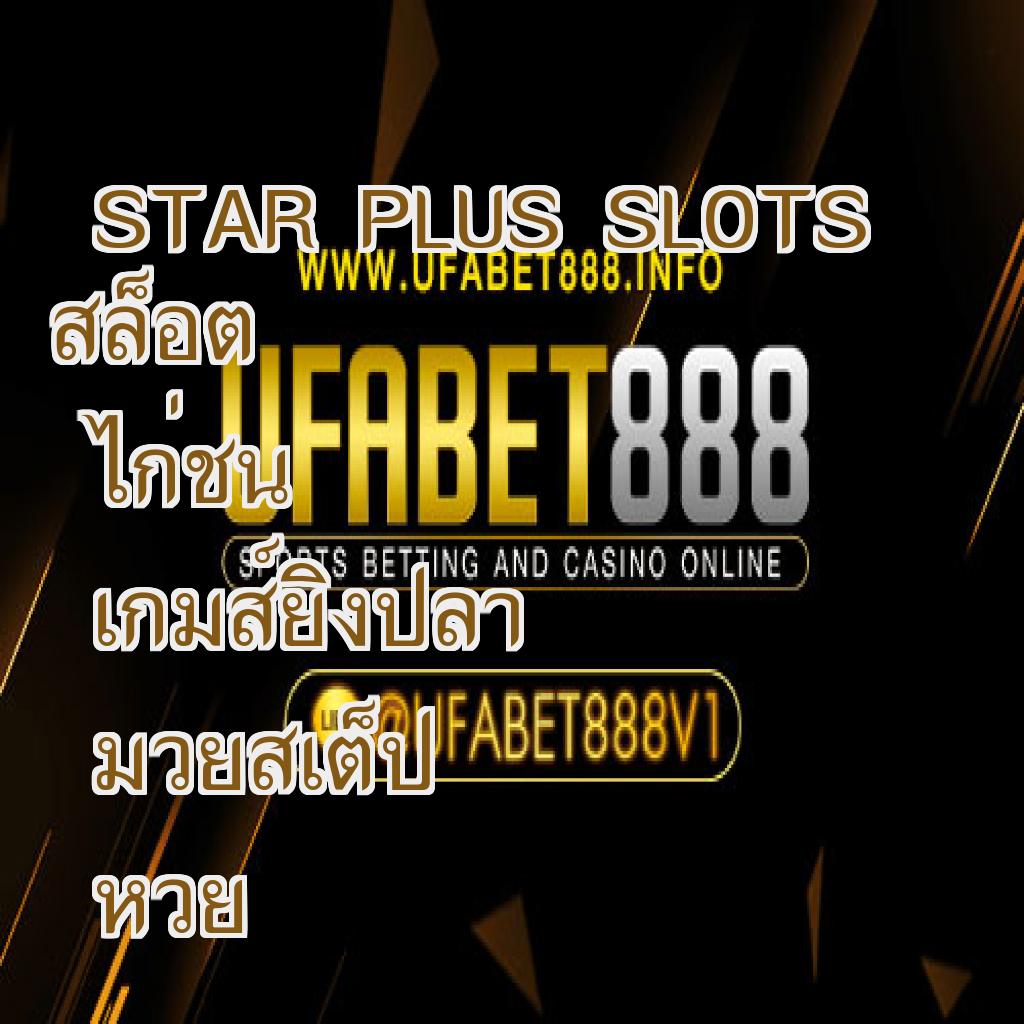 STAR PLUS SLOTS
WWW.UFABET888.INFO
สล็อต
UFABET888
ไก่ชน
SPORTS BETTING AND CASINO ONLINE
เกมส์ยิงปลา
@UFABET888V1
มวยสเต็ป
หวย